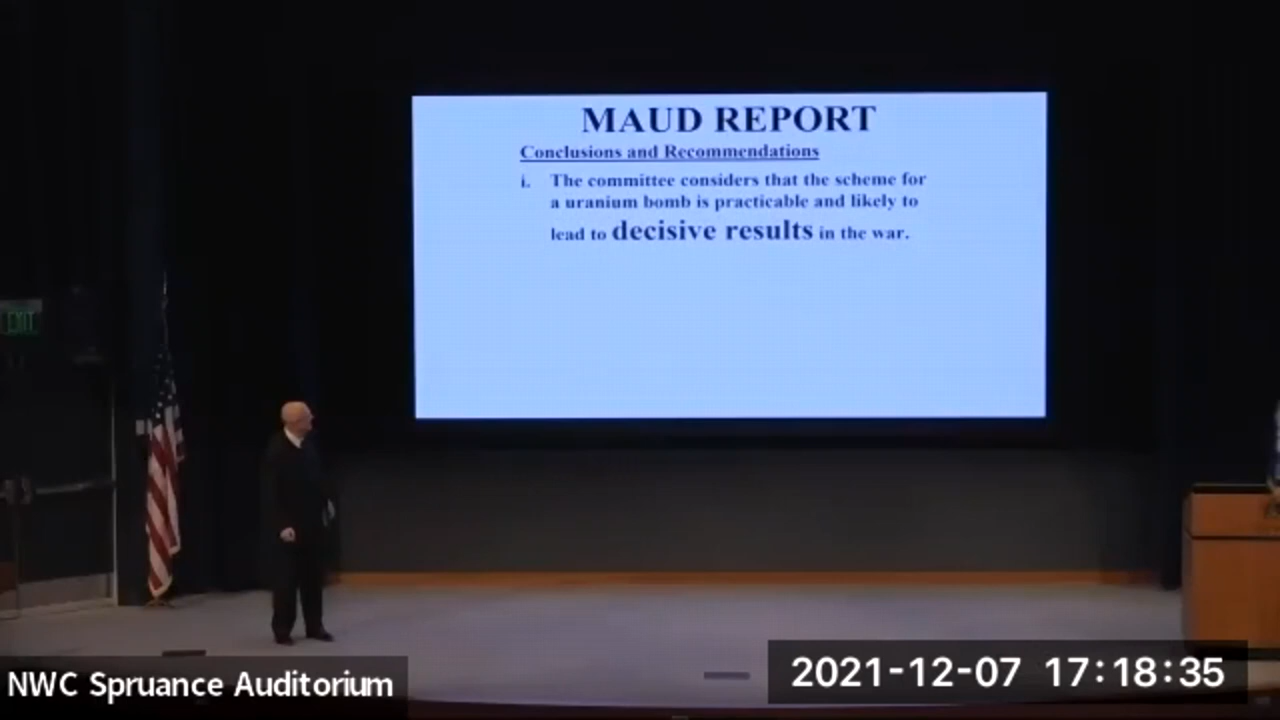 MAUD REPORT
Conclusions and Recommendations
i. The committee considers that the scheme for
a uranium bomb is practicable and likely to
lead to decisive results in the war.
EXIT
NWC Spruance Auditorium
2021-12-07 17:18:35